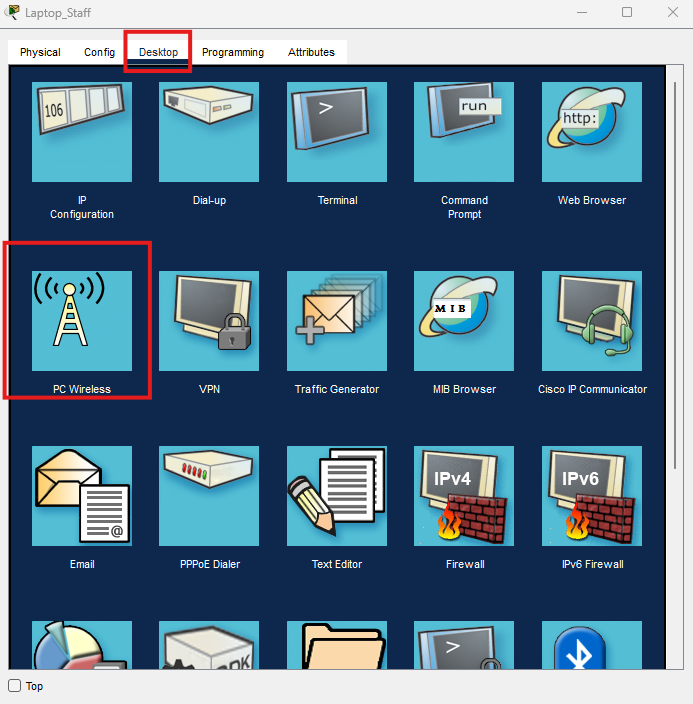 Laptop_Staff
Physical Config Desktop Programming Attributes
106
>
run
http:
IP
Configuration
Dial-up
Terminal
Command
Prompt
Web Browser
MIB
PC Wireless
VPN
Traffic Generator
MIB Browser
Cisco IP Communicator
@
IPv4
IPv6
Email
PPPoE Dialer
Text Editor
Firewall
IPv6 Firewall
>
Top